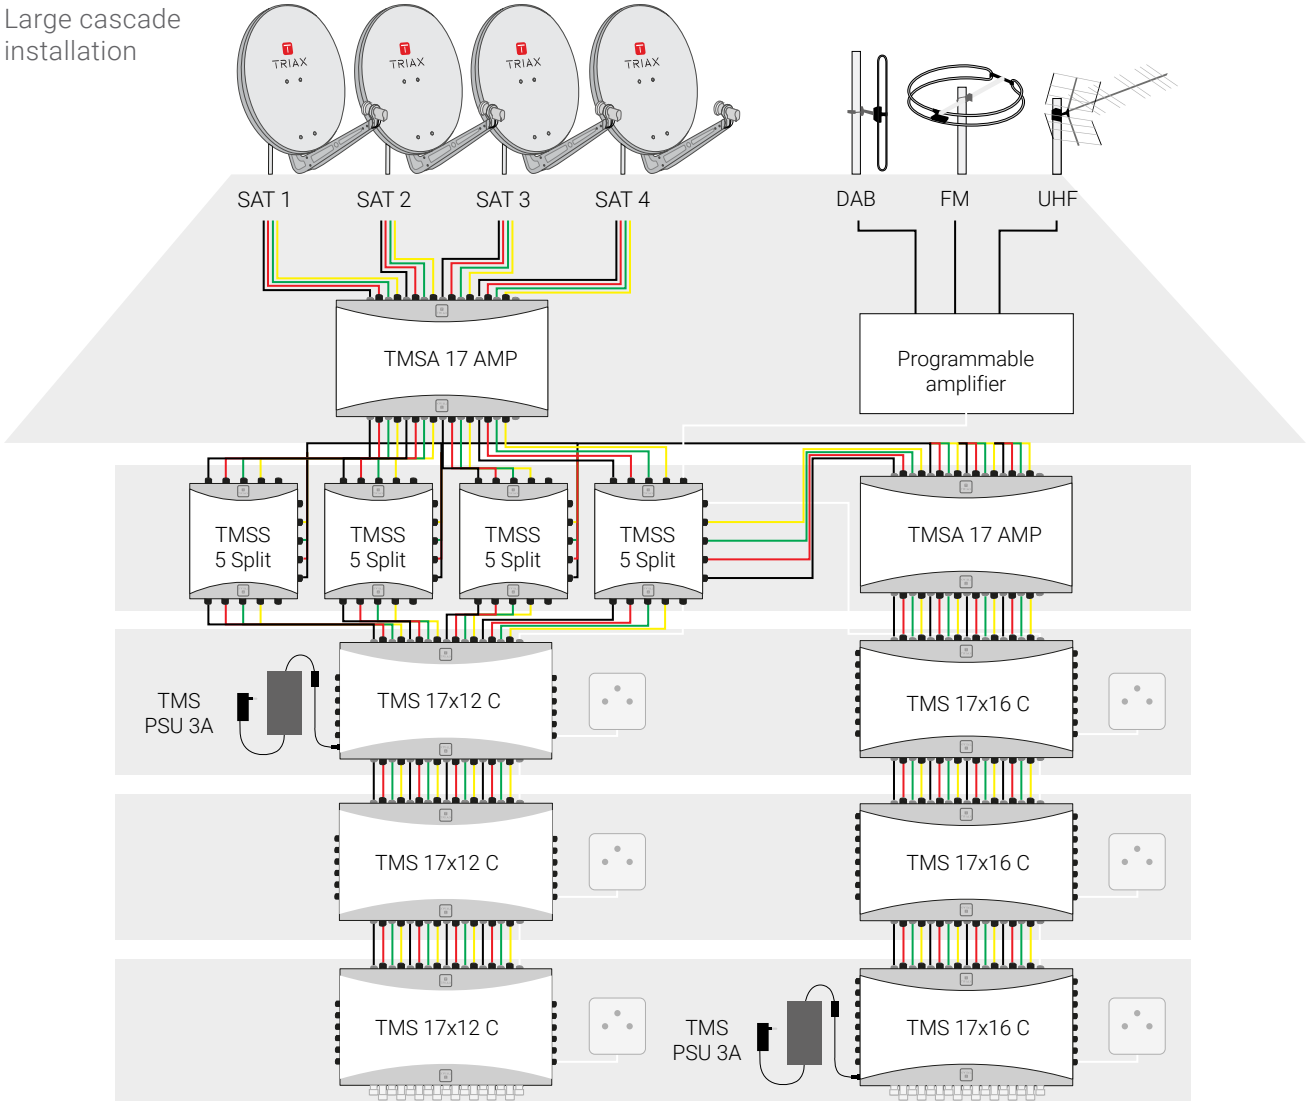 Large cascade
installation
TRIAX
TRIAX
TRIAX
TRIAX
SAT 1
SAT 2
SAT 3
SAT 4
DAB
FM
UHF
TMSA 17 AMP
Programmable
amplifier
TMSS
5 Split
TMSS
5 Split
TMSS
5 Split
TMSS
5 Split
TMSA 17 AMP
TMS
PSU 3A
TMS 17x12 C
TMS 17x16 C
TMS 17x12 C
TMS 17x16 C
TMS 17x12 C
TMS
PSU 3A
TMS 17x16 C